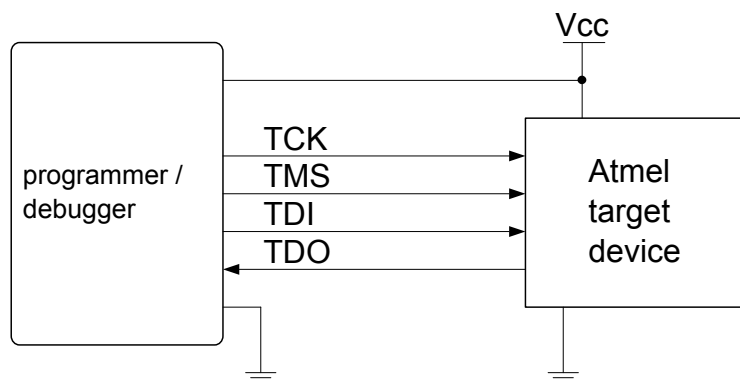 Vcc
programmer /
debugger
TCK
TMS
TDI
TDO
Atmel
target
device